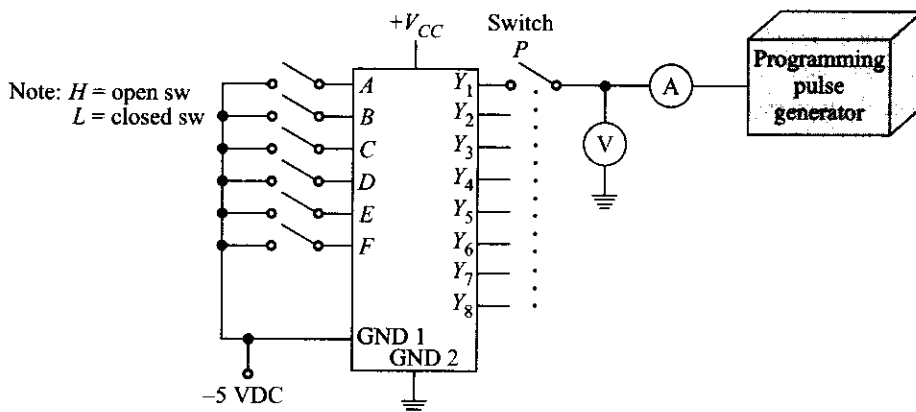 +V_CC
Switch
P
Note: H = open sw
L = closed sw
A
B
C
D
E
F
Y_1
Y_2
Y_3
Y_4
Y_5
Y_6
Y_7
Y_8
A
V
Programming
pulse
generator
GND 1
GND 2
–5 VDC